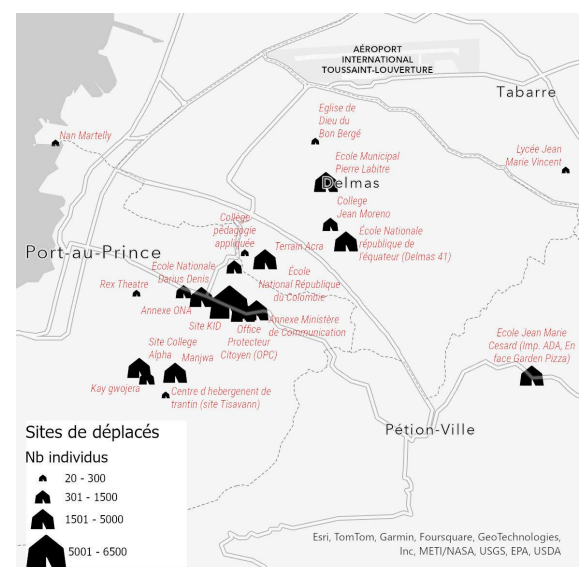 AÉROPORT
INTERNATIONAL
TOUSSAINT-LOUVERTURE
Tabarre
Eglise de
Dieu du
Bon Bergé
Nan Martelly
Lycée Jean
Marie Vincent
Ecole Municipal
Pierre Labitre
Delmas
College
Jean Moreno
Collège
pédagogie
appliquée
École Nationale
république de
l'équateur (Delmas 41)
Terrain Acra
Port-au-Prince
École Nationale
Darius Denis
École
National République
du Colombie
Rex Theatre
Annexe ONA
Annexe Ministère
de Communication
Site KID
Office
Protecteur
Citoyen (OPC)
Ecole Jean Marie
Cesard (Imp. ADA, En
face Garden Pizza)
Site College
Alpha
Manjwa
Kay gwojera
Centre d hebergenent de
trantin (site Tisavann)
Pétion-Ville
Sites de déplacés
Nb individus
20 - 300
301 - 1500
1501 - 5000
5001 - 6500
Esri, TomTom, Garmin, Foursquare, GeoTechnologies,
Inc, METI/NASA, USGS, EPA, USDA